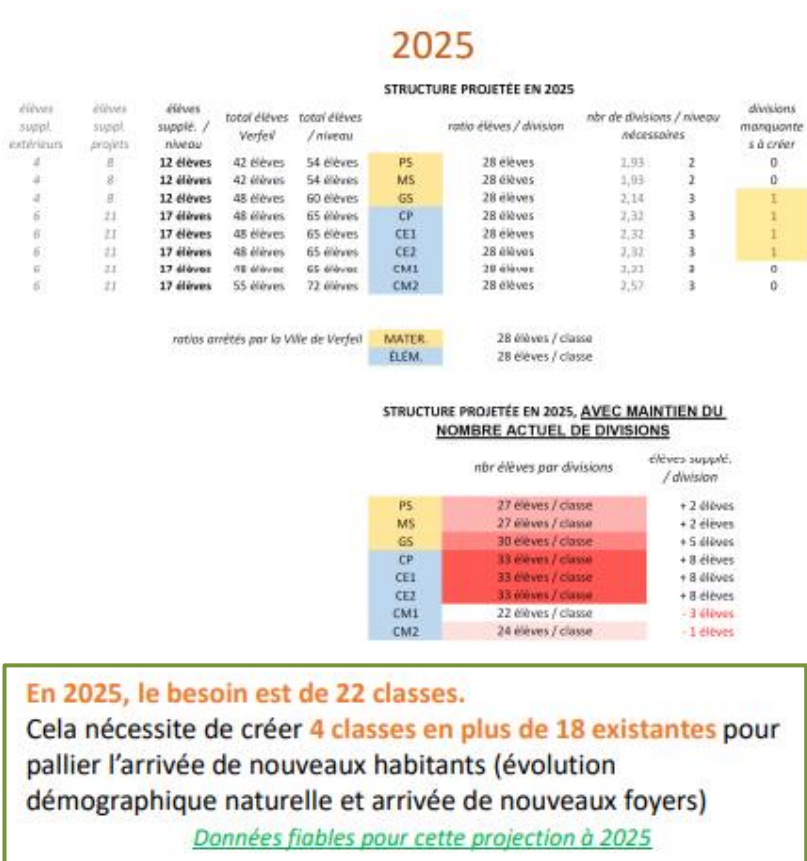 2025
STRUCTURE PROJETÉE EN 2025
élèves suppl. extérieurs élèves suppl. projets élèves supplé. / niveau total élèves Verfeil total élèves / niveau ratio élèves / division nbr de divisions / niveau nécessaires divisions manquantes à créer
4 8 12 élèves 42 élèves 54 élèves PS 28 élèves 1,93 2 0
4 8 12 élèves 42 élèves 54 élèves MS 28 élèves 1,93 2 0
4 8 12 élèves 48 élèves 60 élèves GS 28 élèves 2,14 3 1
6 11 17 élèves 48 élèves 65 élèves CP 28 élèves 2,32 3 1
6 11 17 élèves 48 élèves 65 élèves CE1 28 élèves 2,32 3 1
6 11 17 élèves 48 élèves 65 élèves CE2 28 élèves 2,32 3 1
6 11 17 élèves 48 élèves 65 élèves CM1 28 élèves 3 0
6 11 17 élèves 55 élèves 72 élèves CM2 28 élèves 2,57 3 0
ratios arrêtés par la Ville de Verfeil MATER. 28 élèves / classe
ÉLÉM. 28 élèves / classe
STRUCTURE PROJETÉE EN 2025, AVEC MAINTIEN DU
NOMBRE ACTUEL DE DIVISIONS
nbr élèves par divisions élèves supplé. / division
PS 27 élèves / classe + 2 élèves
MS 27 élèves / classe + 2 élèves
GS 30 élèves / classe + 5 élèves
CP 33 élèves / classe + 8 élèves
CE1 33 élèves / classe + 8 élèves
CE2 33 élèves / classe + 8 élèves
CM1 22 élèves / classe - 3 élèves
CM2 24 élèves / classe - 1 élèves
En 2025, le besoin est de 22 classes.
Cela nécessite de créer 4 classes en plus de 18 existantes pour
pallier l'arrivée de nouveaux habitants (évolution
démographique naturelle et arrivée de nouveaux foyers)
Données fiables pour cette projection à 2025